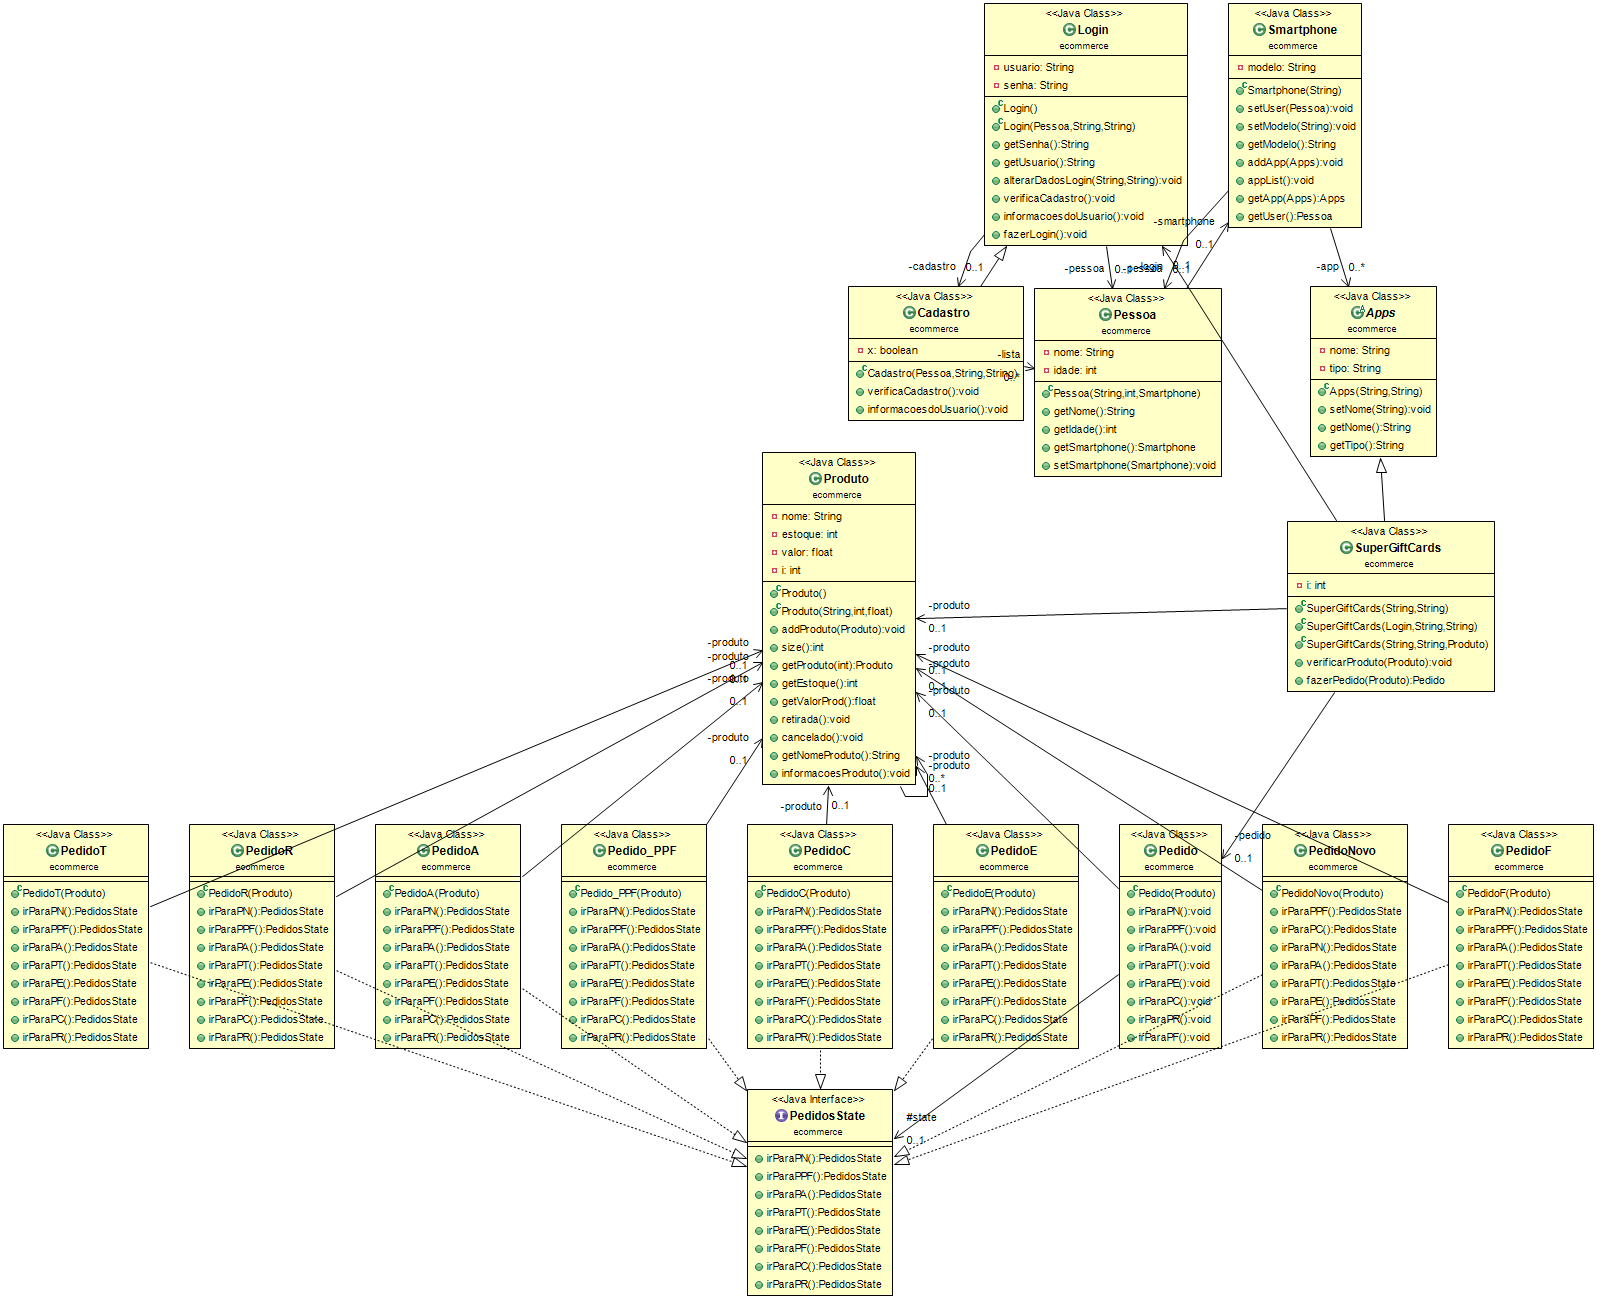 <<Java Class>>
Login
ecommerce
usuario: String
senha: String
Login()
Login(Pessoa,String,String)
getSenha():String
getUsuario():String
alterarDadosLogin(String,String):void
verificaCadastro():void
informacoesdoUsuario():void
fazerLogin():void
<<Java Class>>
Smartphone
ecommerce
modelo: String
Smartphone(String)
setUser(Pessoa):void
setModelo(String):void
getModelo():String
addApp(Apps):void
appList():void
getApp(Apps):Apps
getUser():Pessoa
-smartphone
0..1
-cadastro
0..1
-pessoa
0..1
-login
0..1
-pessoa
0..1
-app
0..*
<<Java Class>>
Cadastro
ecommerce
x: boolean
Cadastro(Pessoa,String,String)
verificaCadastro():void
informacoesdoUsuario():void
-lista
0..*
<<Java Class>>
Pessoa
ecommerce
nome: String
idade: int
Pessoa(String,int,Smartphone)
getNome():String
getIdade():int
getSmartphone():Smartphone
setSmartphone(Smartphone):void
<<Java Class>>
Apps
ecommerce
nome: String
tipo: String
Apps(String,String)
setNome(String):void
getNome():String
getTipo():String
<<Java Class>>
Produto
ecommerce
nome: String
estoque: int
valor: float
i: int
Produto()
Produto(String,int,float)
addProduto(Produto):void
size():int
getProduto(int):Produto
getEstoque():int
getValorProd():float
retirada():void
cancelado():void
getNomeProduto():String
informacoesProduto():void
<<Java Class>>
SuperGiftCards
ecommerce
i: int
SuperGiftCards(String,String)
SuperGiftCards(Login,String,String)
SuperGiftCards(String,String,Produto)
verificarProduto(Produto):void
fazerPedido(Produto):Pedido
-produto
0..1
-produto
0..1
-produto
0..1
-produto
0..1
-produto
0..1
-produto
0..1
-produto
0..1
-produto
0..1
-produto
0..*
-produto
0..1
-produto
0..1
-pedido
0..1
<<Java Class>>
PedidoT
ecommerce
PedidoT(Produto)
irParaPN():PedidosState
irParaPPF():PedidosState
irParaPA():PedidosState
irParaPT():PedidosState
irParaPE():PedidosState
irParaPF():PedidosState
irParaPC():PedidosState
irParaPR():PedidosState
<<Java Class>>
PedidoR
ecommerce
PedidoR(Produto)
irParaPN():PedidosState
irParaPPF():PedidosState
irParaPA():PedidosState
irParaPT():PedidosState
irParaPE():PedidosState
irParaPF():PedidosState
irParaPC():PedidosState
irParaPR():PedidosState
<<Java Class>>
PedidoA
ecommerce
PedidoA(Produto)
irParaPN():PedidosState
irParaPPF():PedidosState
irParaPA():PedidosState
irParaPT():PedidosState
irParaPE():PedidosState
irParaPF():PedidosState
irParaPC():PedidosState
irParaPR():PedidosState
<<Java Class>>
Pedido_PPF
ecommerce
Pedido_PPF(Produto)
irParaPN():PedidosState
irParaPPF():PedidosState
irParaPA():PedidosState
irParaPT():PedidosState
irParaPE():PedidosState
irParaPF():PedidosState
irParaPC():PedidosState
irParaPR():PedidosState
<<Java Class>>
PedidoC
ecommerce
PedidoC(Produto)
irParaPN():PedidosState
irParaPPF():PedidosState
irParaPA():PedidosState
irParaPT():PedidosState
irParaPE():PedidosState
irParaPF():PedidosState
irParaPC():PedidosState
irParaPR():PedidosState
<<Java Class>>
PedidoE
ecommerce
PedidoE(Produto)
irParaPN():PedidosState
irParaPPF():PedidosState
irParaPA():PedidosState
irParaPT():PedidosState
irParaPE():PedidosState
irParaPF():PedidosState
irParaPC():PedidosState
irParaPR():PedidosState
<<Java Class>>
Pedido
ecommerce
Pedido(Produto)
irParaPN():void
irParaPPF():void
irParaPA():void
irParaPT():void
irParaPE():void
irParaPC():void
irParaPR():void
irParaPF():void
<<Java Class>>
PedidoNovo
ecommerce
PedidoNovo(Produto)
irParaPPF():PedidosState
irParaPC():PedidosState
irParaPN():PedidosState
irParaPA():PedidosState
irParaPT():PedidosState
irParaPE():PedidosState
irParaPF():PedidosState
irParaPR():PedidosState
<<Java Class>>
PedidoF
ecommerce
PedidoF(Produto)
irParaPN():PedidosState
irParaPPF():PedidosState
irParaPA():PedidosState
irParaPT():PedidosState
irParaPE():PedidosState
irParaPF():PedidosState
irParaPC():PedidosState
irParaPR():PedidosState
#state
0..1
<<Java Interface>>
PedidosState
ecommerce
irParaPN():PedidosState
irParaPPF():PedidosState
irParaPA():PedidosState
irParaPT():PedidosState
irParaPE():PedidosState
irParaPF():PedidosState
irParaPC():PedidosState
irParaPR():PedidosState